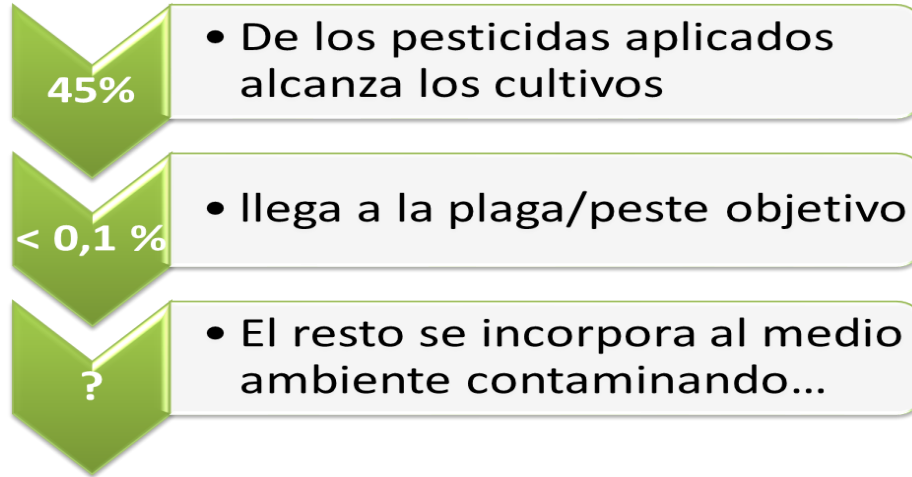 45%
• De los pesticidas aplicados
alcanza los cultivos
< 0,1 %
• llega a la plaga/peste objetivo
?
• El resto se incorpora al medio
ambiente contaminando...